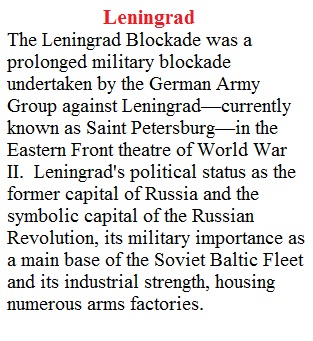 Leningrad
The Leningrad Blockade was a
prolonged military blockade
undertaken by the German Army
Group against Leningrad—currently
known as Saint Petersburg—in the
Eastern Front theatre of World War
II.  Leningrad's political status as the
former capital of Russia and the
symbolic capital of the Russian
Revolution, its military importance as
a main base of the Soviet Baltic Fleet
and its industrial strength, housing
numerous arms factories.